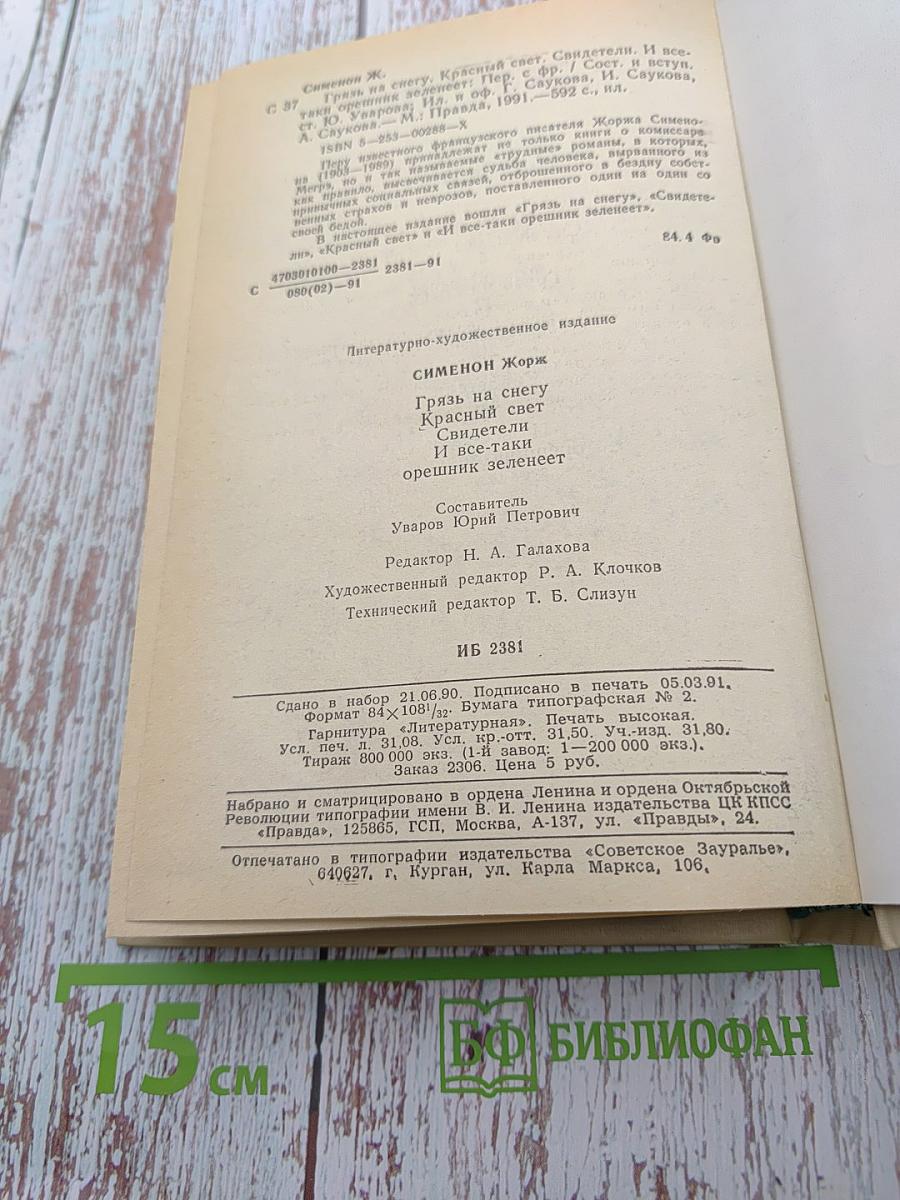 Сименон Ж.
С 37 Грязь на снегу. Красный свет. Свидетели. И все-
таки орешник зеленеет: Пер. с фр. / Сост. и вступ.
ст. Ю. Уварова; Ил. и оф. Г. Саукова, И. Саукова,
А. Саукова.— М.: Правда, 1991.—592 с., ил.
ISBN 5—253—00288—X
Перу известного французского писателя Жоржа Сименo-
на (1903—1989) принадлежат не только книги о комиссаре
Мегрэ, но и так называемые «трудные» романы, в которых,
как правило, высвечивается судьба человека, вырванного из
привычных социальных связей, отброшенного в бездну собст-
венных страхов и неврозов, поставленного один на один со
своей бедой.
В настоящее издание вошли «Грязь на снегу», «Свидете-
ли», «Красный свет» и «И все-таки орешник зеленеет».
С 4703010100—2381 2381—91 84.4 Фр
080(02)—91
Литературно-художественное издание
СИМЕНОН Жорж
Грязь на снегу
Красный свет
Свидетели
И все-таки
орешник зеленеет
Составитель
Уваров Юрий Петрович
Редактор Н. А. Галахова
Художественный редактор Р. А. Клочков
Технический редактор Т. Б. Слизун
ИБ 2381
Сдано в набор 21.06.90. Подписано в печать 05.03.91.
Формат 84×108¹/₃₂. Бумага типографская № 2.
Гарнитура «Литературная». Печать высокая.
Усл. печ. л. 31,08. Усл. кр.-отт. 31,50. Уч.-изд. 31,80.
Тираж 800 000 экз. (1-й завод: 1—200 000 экз.).
Заказ 2306. Цена 5 руб.
Набрано и сматрицировано в ордена Ленина и ордена Октябрьской
Революции типографии имени В. И. Ленина издательства ЦК КПСС
«Правда», 125865, ГСП, Москва, А-137, ул. «Правды», 24.
Отпечатано в типографии издательства «Советское Зауралье»,
640627, г. Курган, ул. Карла Маркса, 106.
15 см БФ БИБЛИОФАН